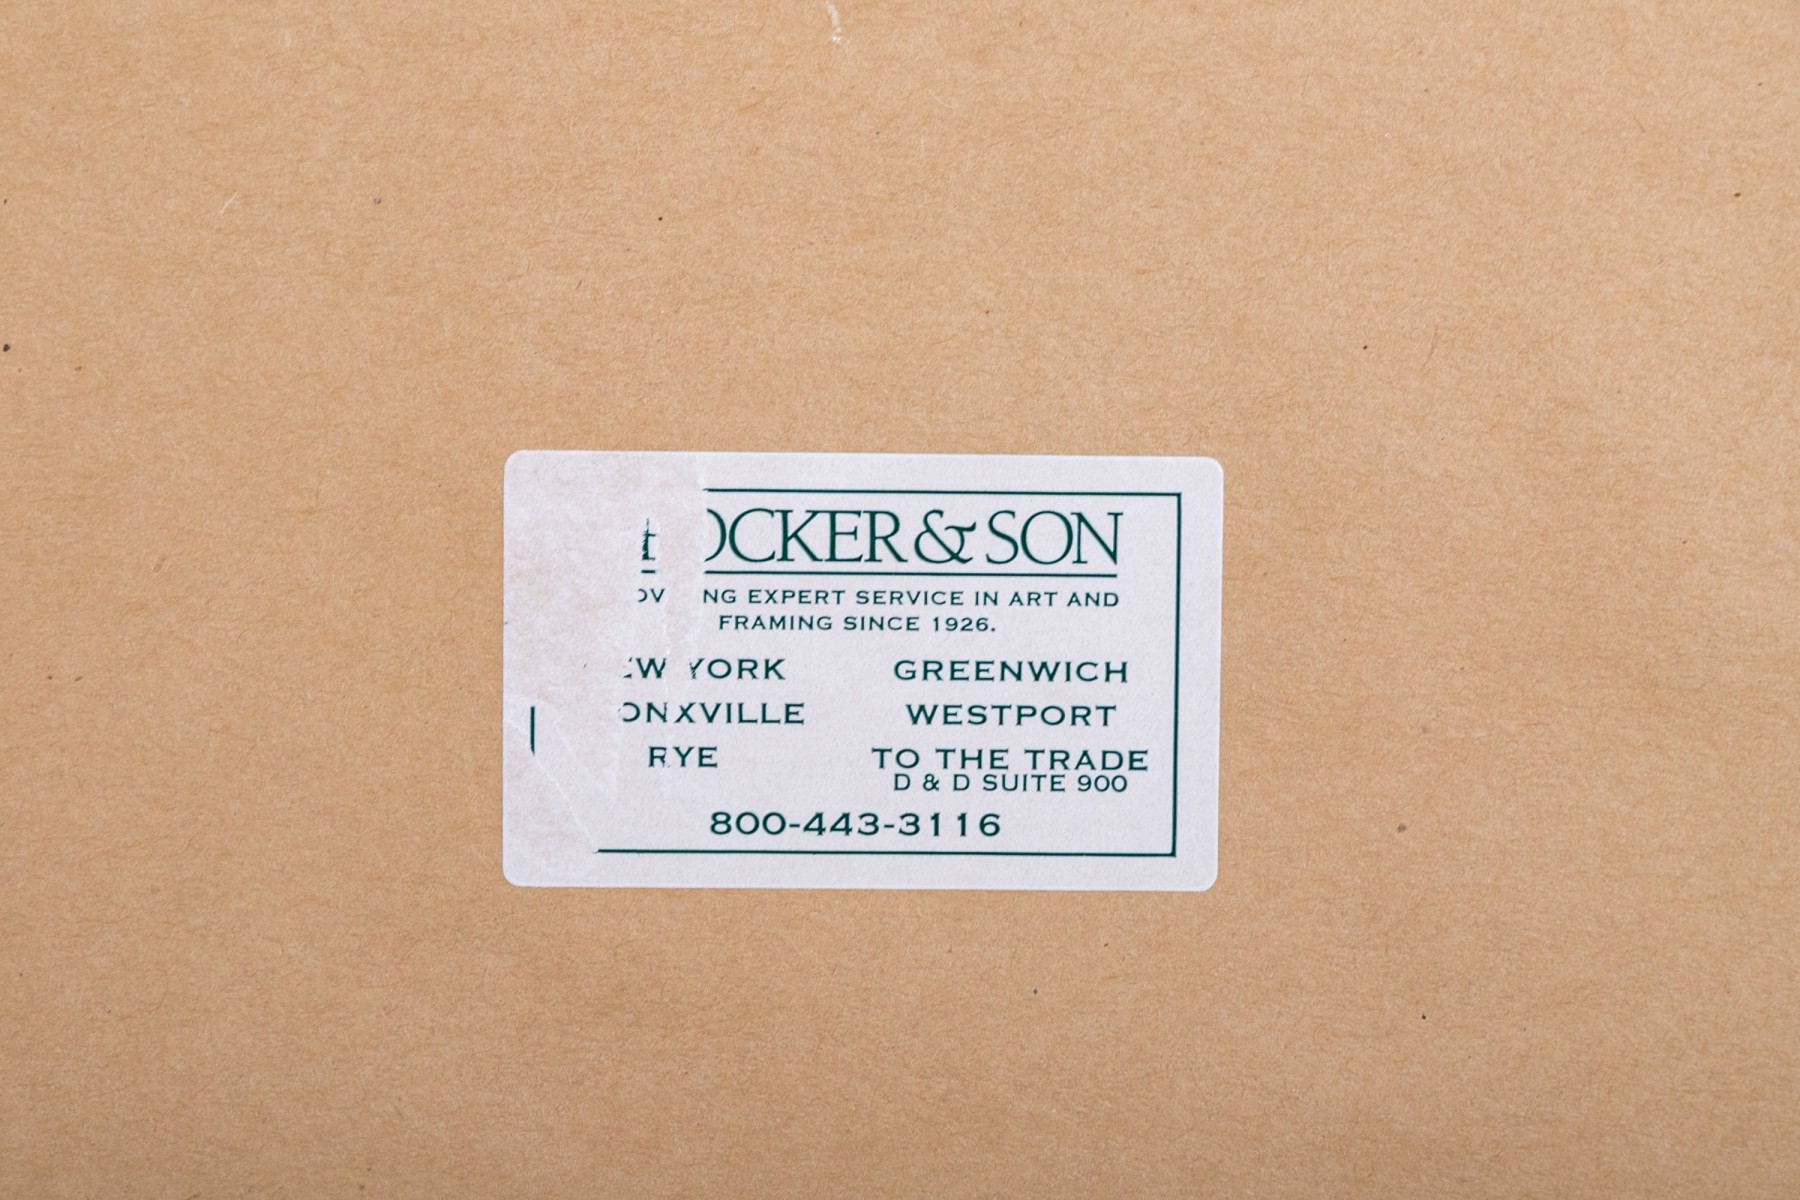 OCKER & SON
NG EXPERT SERVICE IN ART AND
FRAMING SINCE 1926.
EW YORK
ONXVILLE
RYE
GREENWICH
WESTPORT
TO THE TRADE
D & D SUITE 900
800-443-3116